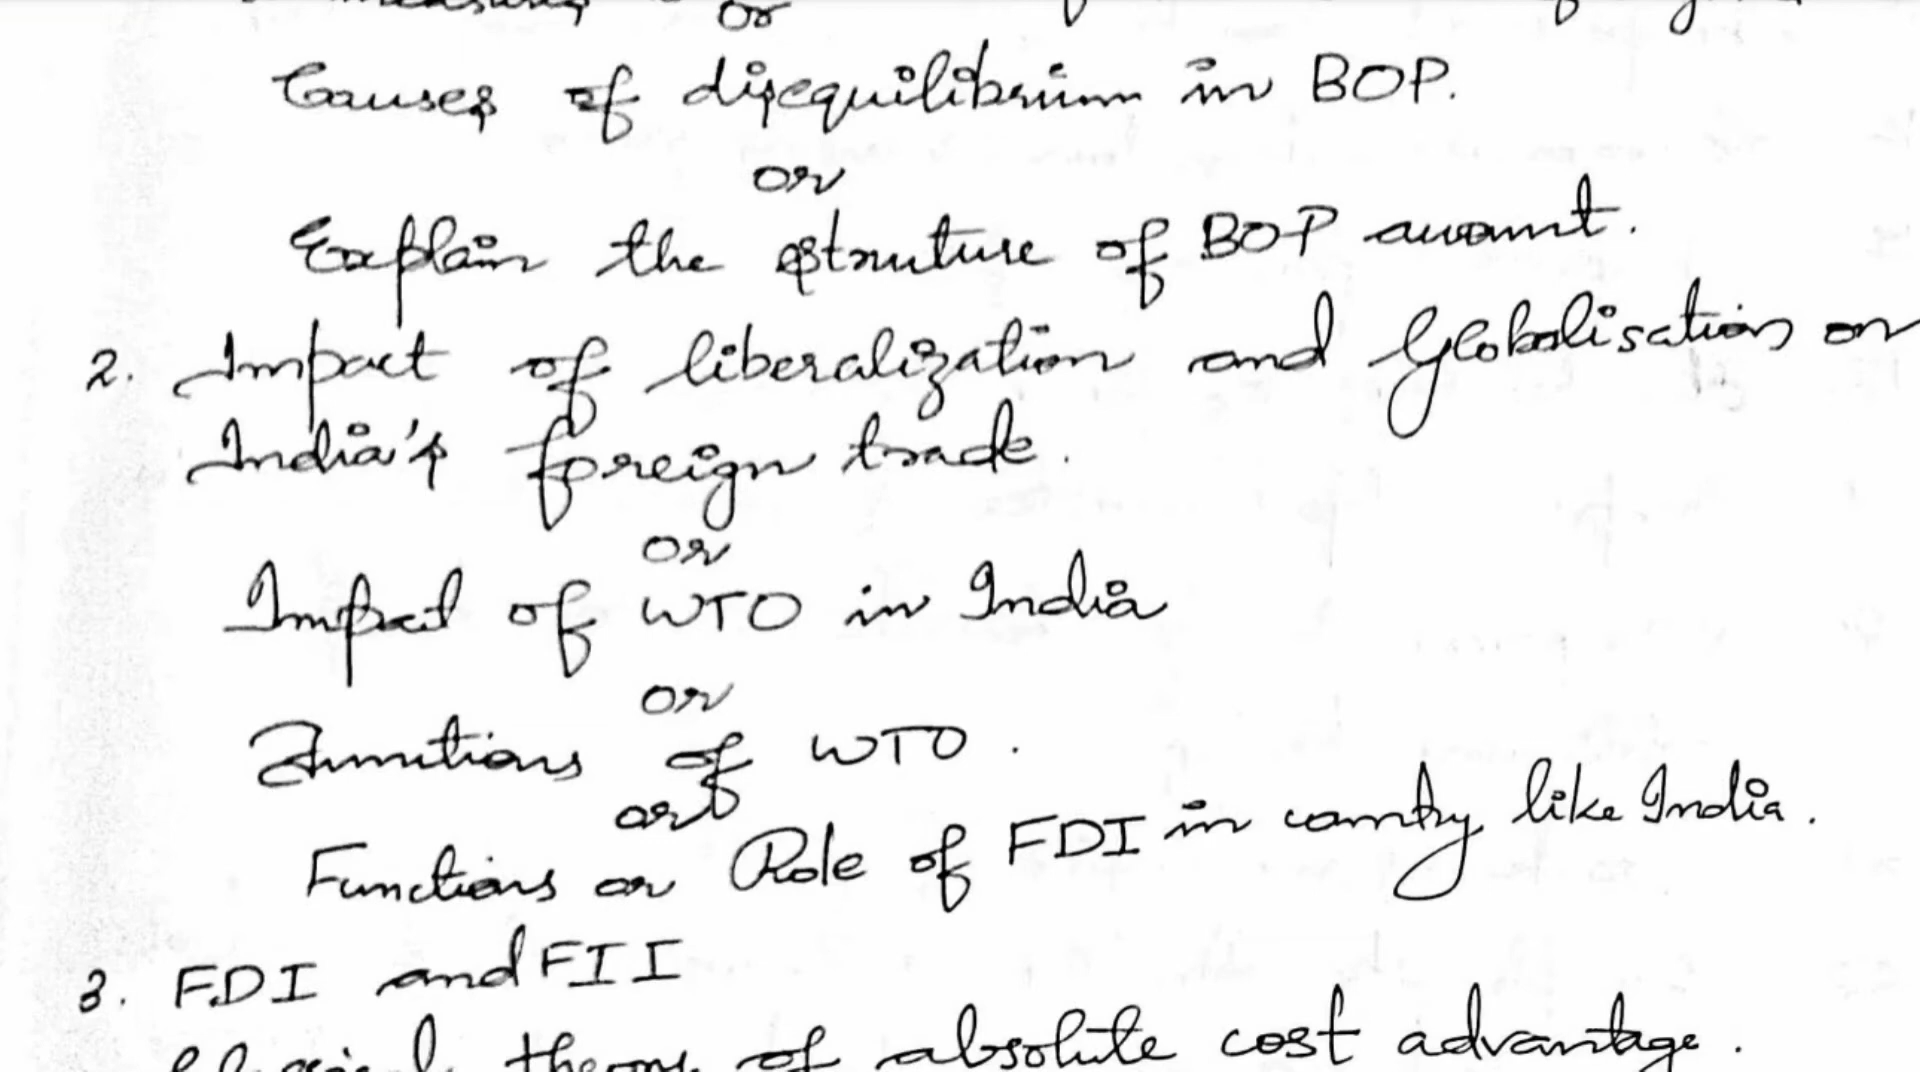 or
Causes of disequilibrium in BOP.
or
Explain the structure of BOP account.
2. Impact of liberalization and Globalisation on
India's foreign trade.
or
Impact of WTO in India
or
Functions of WTO.
or
Functions or Role of FDI in country like India.
3. FDI and FII
theory of absolute cost advantage.